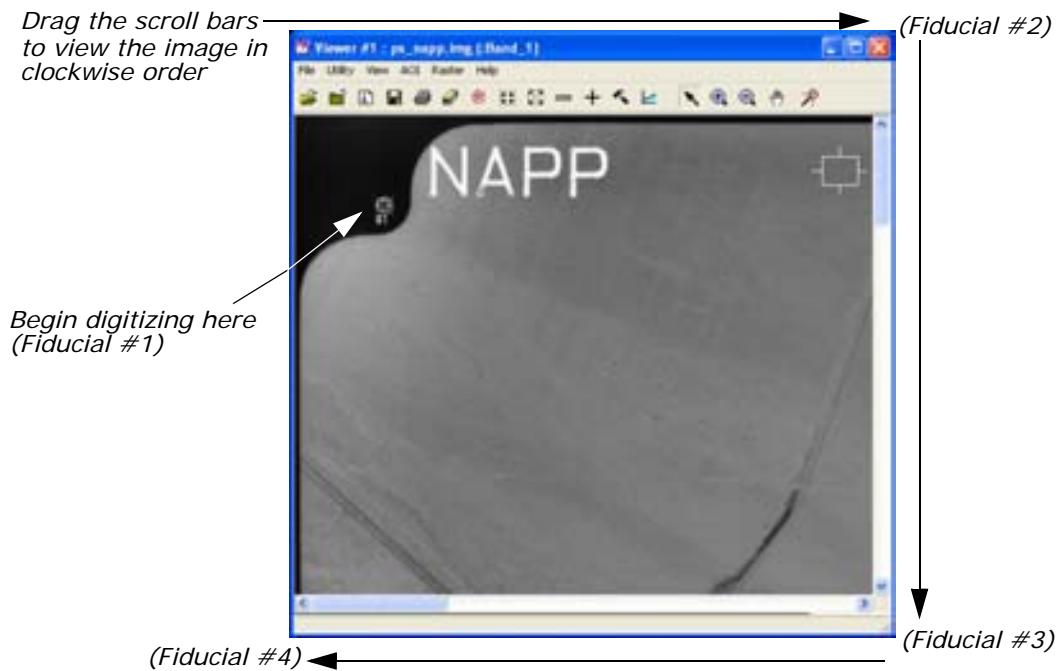 Drag the scroll bars
to view the image in
clockwise order
(Fiducial #2)
Viewer #1 : ps_napp.img (:Band_1)
File Utility View AOI Raster Help
NAPP
#1
Begin digitizing here
(Fiducial #1)
(Fiducial #3)
(Fiducial #4)